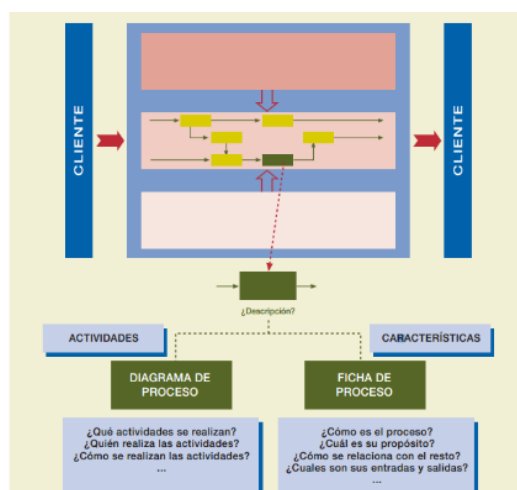 CLIENTE
CLIENTE
¿Descripción?
ACTIVIDADES
CARACTERÍSTICAS
DIAGRAMA DE
PROCESO
FICHA DE
PROCESO
¿Qué actividades se realizan?
¿Quién realiza las actividades?
¿Cómo se realizan las actividades?
...
¿Cómo es el proceso?
¿Cuál es su propósito?
¿Cómo se relaciona con el resto?
¿Cuales son sus entradas y salidas?
...